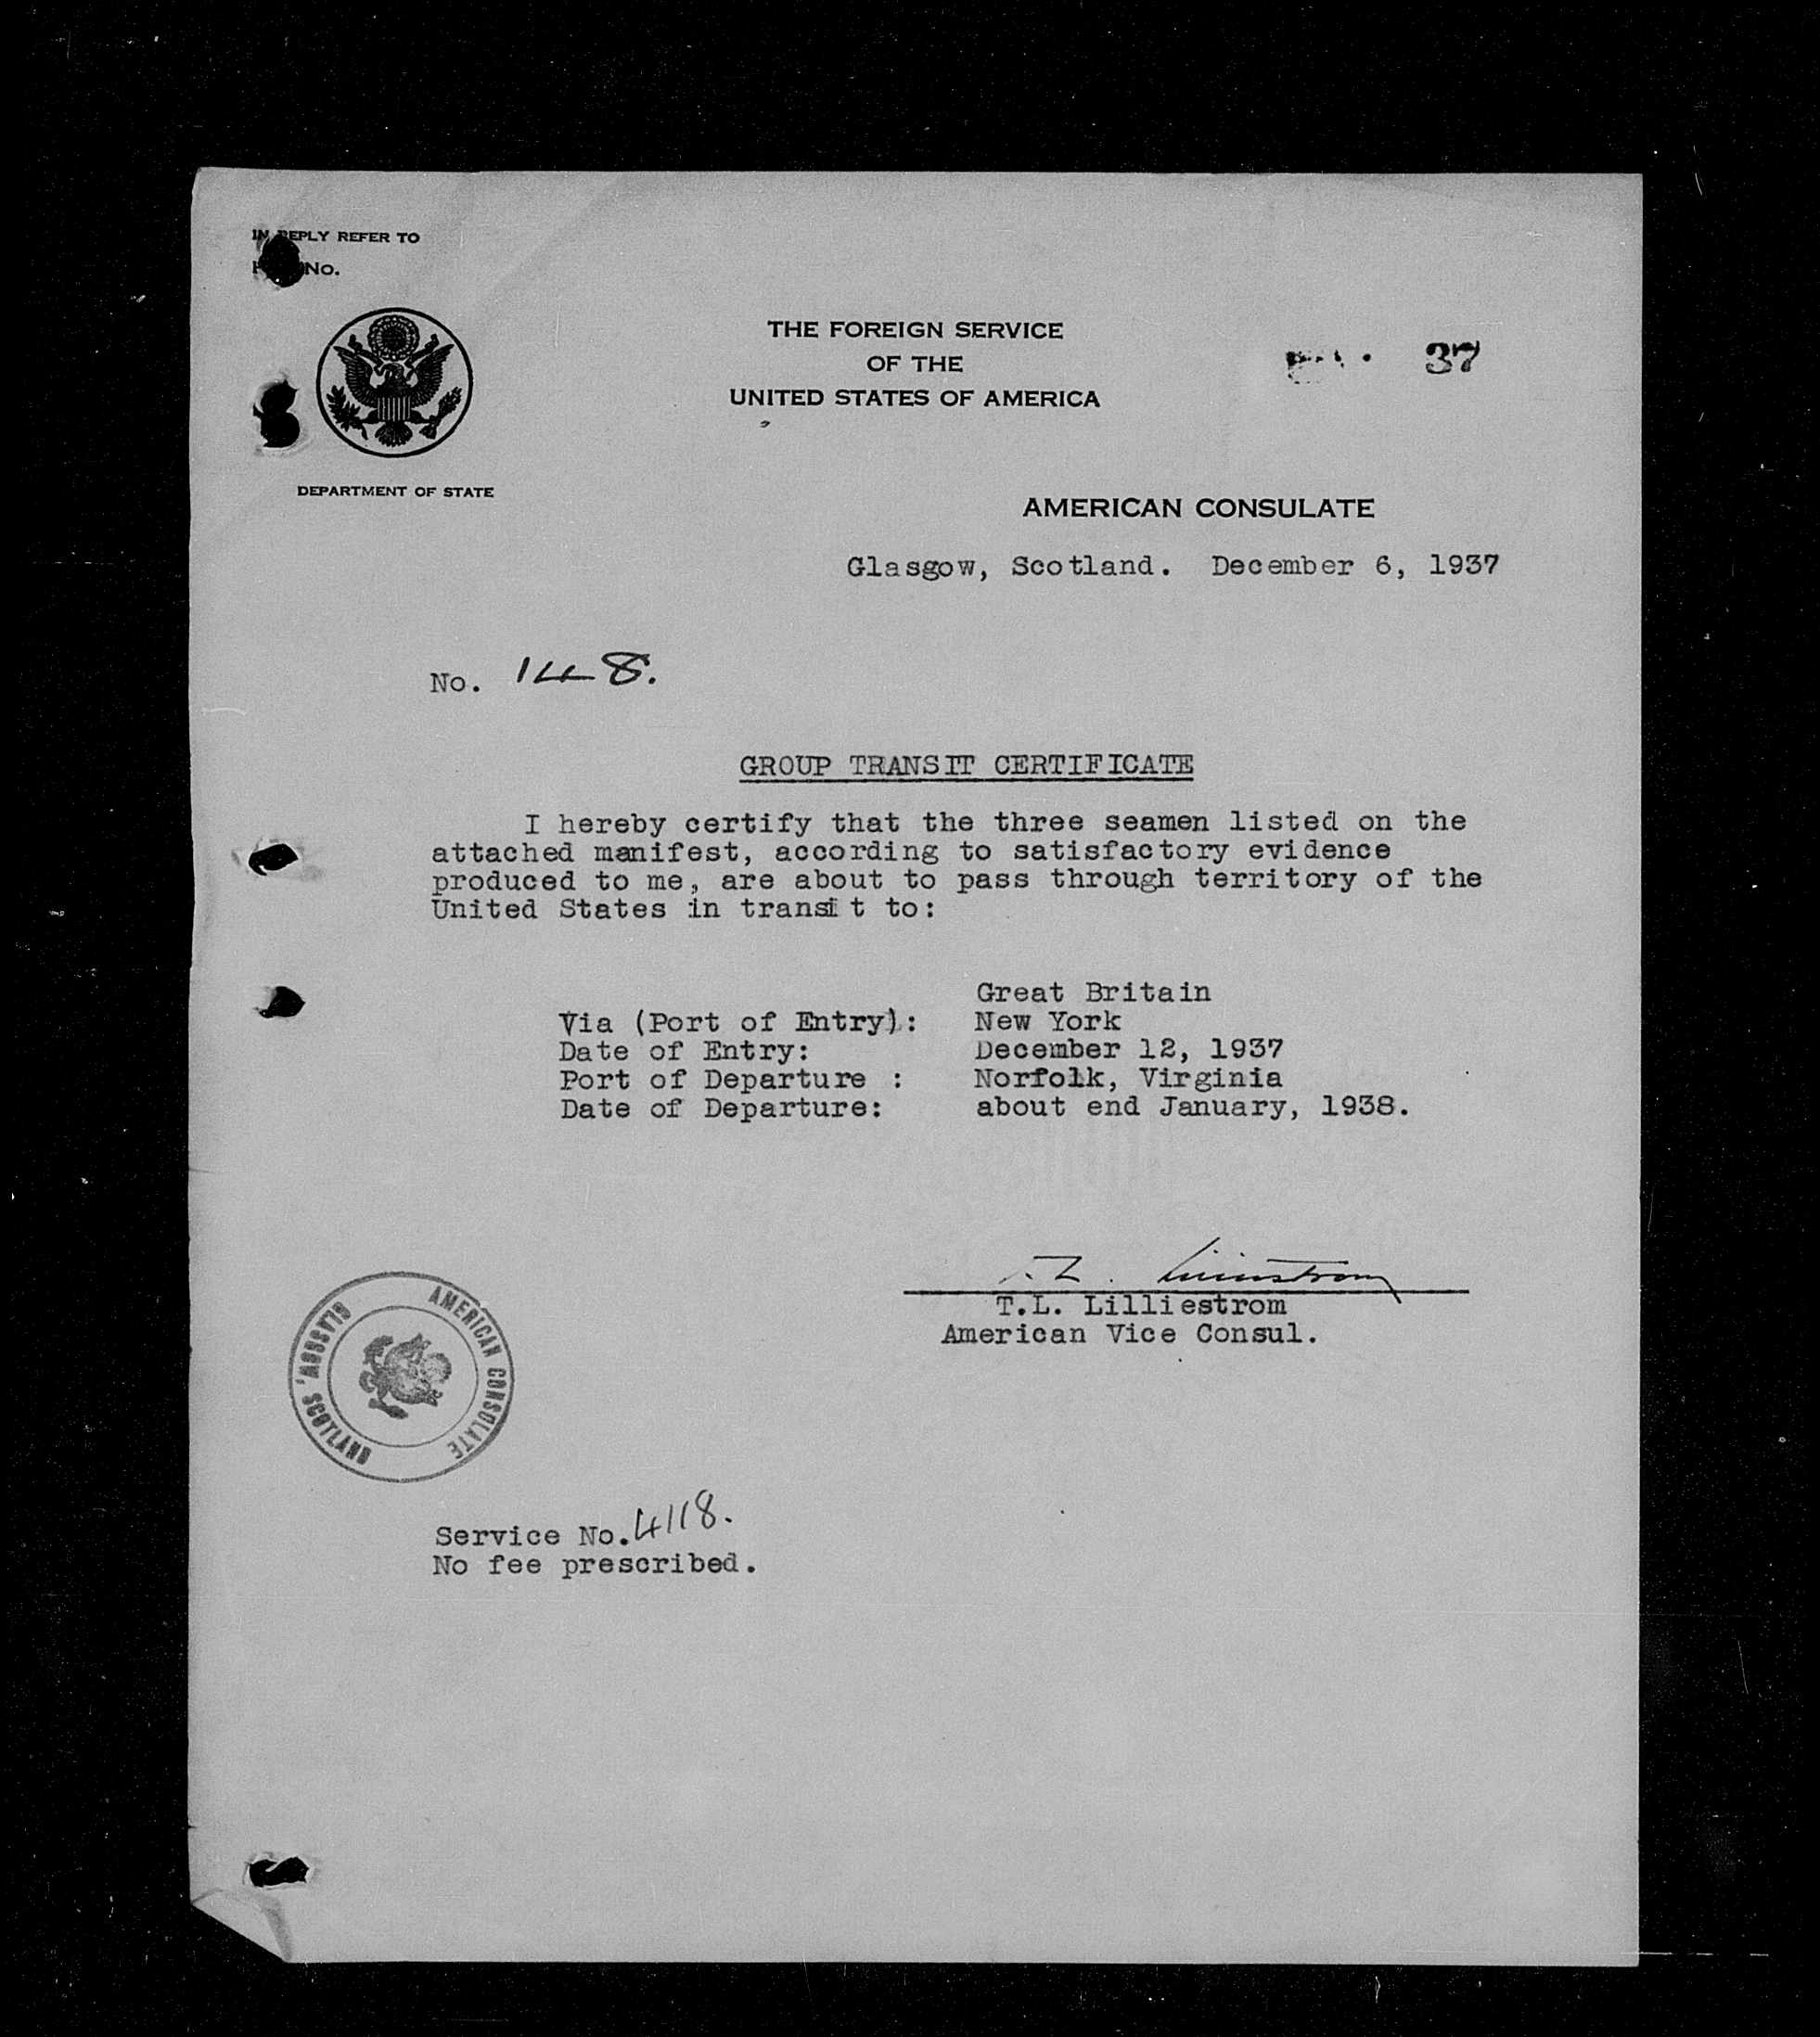 IN REPLY REFER TO
No.
THE FOREIGN SERVICE
OF THE
UNITED STATES OF AMERICA
37
DEPARTMENT OF STATE
AMERICAN CONSULATE
Glasgow, Scotland. December 6, 1937
No. 1448.
GROUP TRANSIT CERTIFICATE
I hereby certify that the three seamen listed on the
attached manifest, according to satisfactory evidence
produced to me, are about to pass through territory of the
United States in transit to:
Great Britain
Via (Port of Entry): New York
Date of Entry: December 12, 1937
Port of Departure : Norfolk, Virginia
Date of Departure: about end January, 1938.
T.L. Lilliestrom
American Vice Consul.
AMERICAN CONSULATE
GLASGOW, SCOTLAND
Service No. 4118.
No fee prescribed.